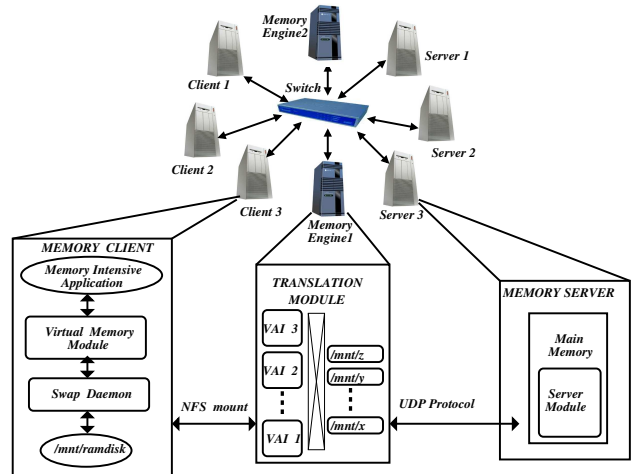 Memory
Engine2
Server 1
Client 1
Switch
Server 2
Client 2
Client 3
Server 3
Memory
Engine1
MEMORY CLIENT
Memory Intensive
Application
Virtual Memory
Module
Swap Daemon
/mnt/ramdisk
NFS mount
TRANSLATION
MODULE
VAI 3
VAI 2
VAI 1
/mnt/z
/mnt/y
/mnt/x
UDP Protocol
MEMORY SERVER
Main
Memory
Server
Module